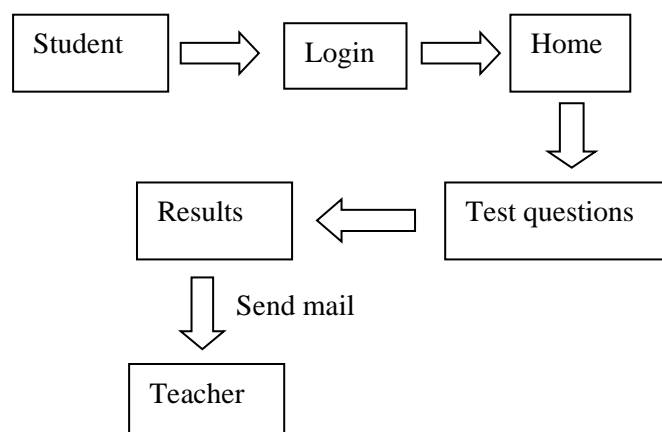 Student
Login
Home
Test questions
Results
Send mail
Teacher